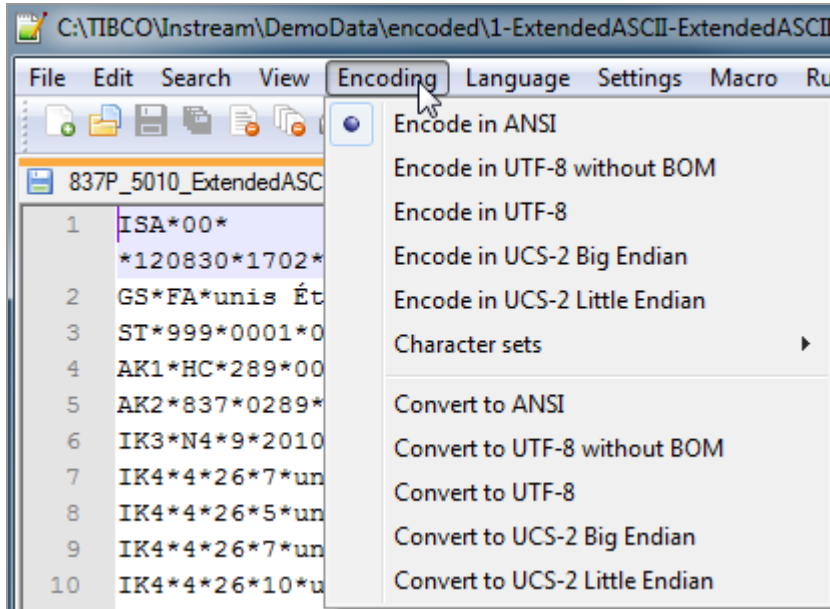 C:\TIBCO\Instream\DemoData\encoded\1-ExtendedASCII-ExtendedASCII
File Edit Search View Encoding Language Settings Macro Ru
837P_5010_ExtendedASC
1 ISA*00*
*120830*1702*
2 GS*FA*unis Ét
3 ST*999*0001*0
4 AK1*HC*289*00
5 AK2*837*0289*
6 IK3*N4*9*2010
7 IK4*4*26*7*un
8 IK4*4*26*5*un
9 IK4*4*26*7*un
10 IK4*4*26*10*u
Encode in ANSI
Encode in UTF-8 without BOM
Encode in UTF-8
Encode in UCS-2 Big Endian
Encode in UCS-2 Little Endian
Character sets
Convert to ANSI
Convert to UTF-8 without BOM
Convert to UTF-8
Convert to UCS-2 Big Endian
Convert to UCS-2 Little Endian